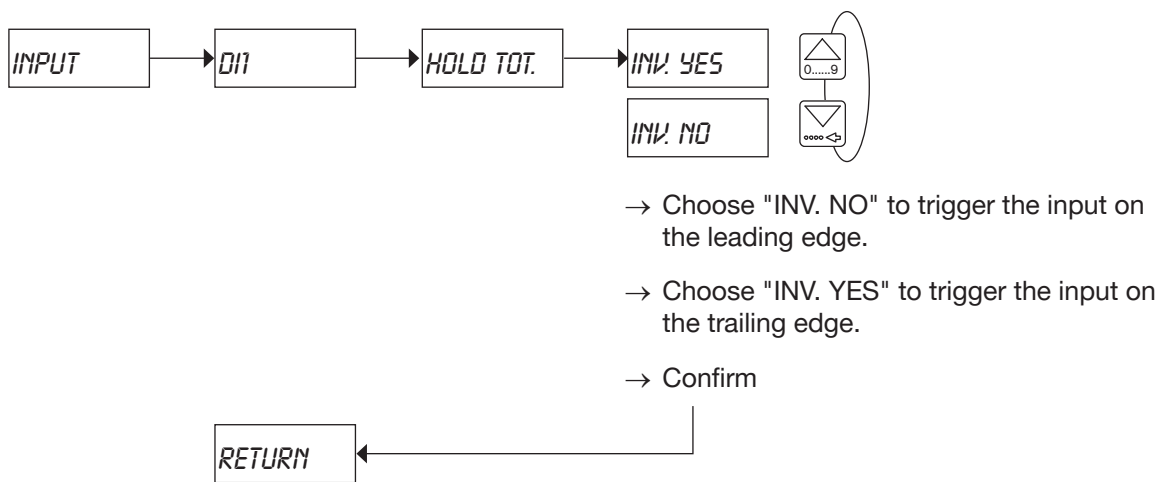 INPUT
DI1
HOLD TOT.
INV. YES
0......9
INV. NO
→ Choose "INV. NO" to trigger the input on
the leading edge.
→ Choose "INV. YES" to trigger the input on
the trailing edge.
→ Confirm
RETURN